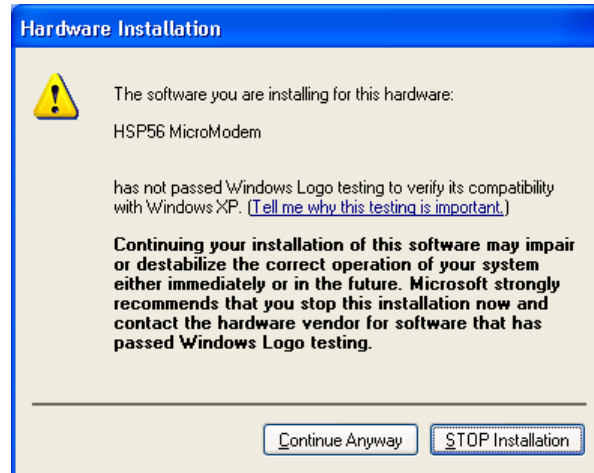 Hardware Installation
The software you are installing for this hardware:
HSP56 MicroModem
has not passed Windows Logo testing to verify its compatibility
with Windows XP. (Tell me why this testing is important.)
Continuing your installation of this software may impair
or destabilize the correct operation of your system
either immediately or in the future. Microsoft strongly
recommends that you stop this installation now and
contact the hardware vendor for software that has
passed Windows Logo testing.
Continue Anyway
STOP Installation